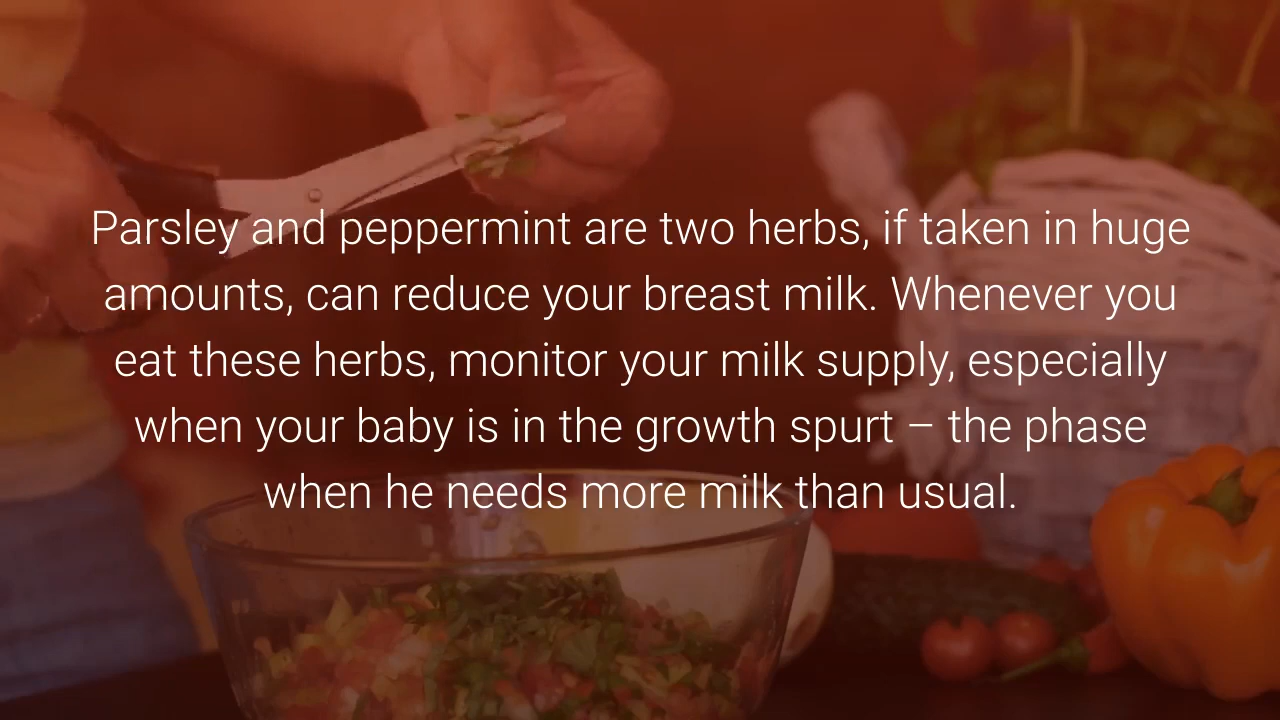 Parsley and peppermint are two herbs, if taken in huge
amounts, can reduce your breast milk. Whenever you
eat these herbs, monitor your milk supply, especially
when your baby is in the growth spurt – the phase
when he needs more milk than usual.